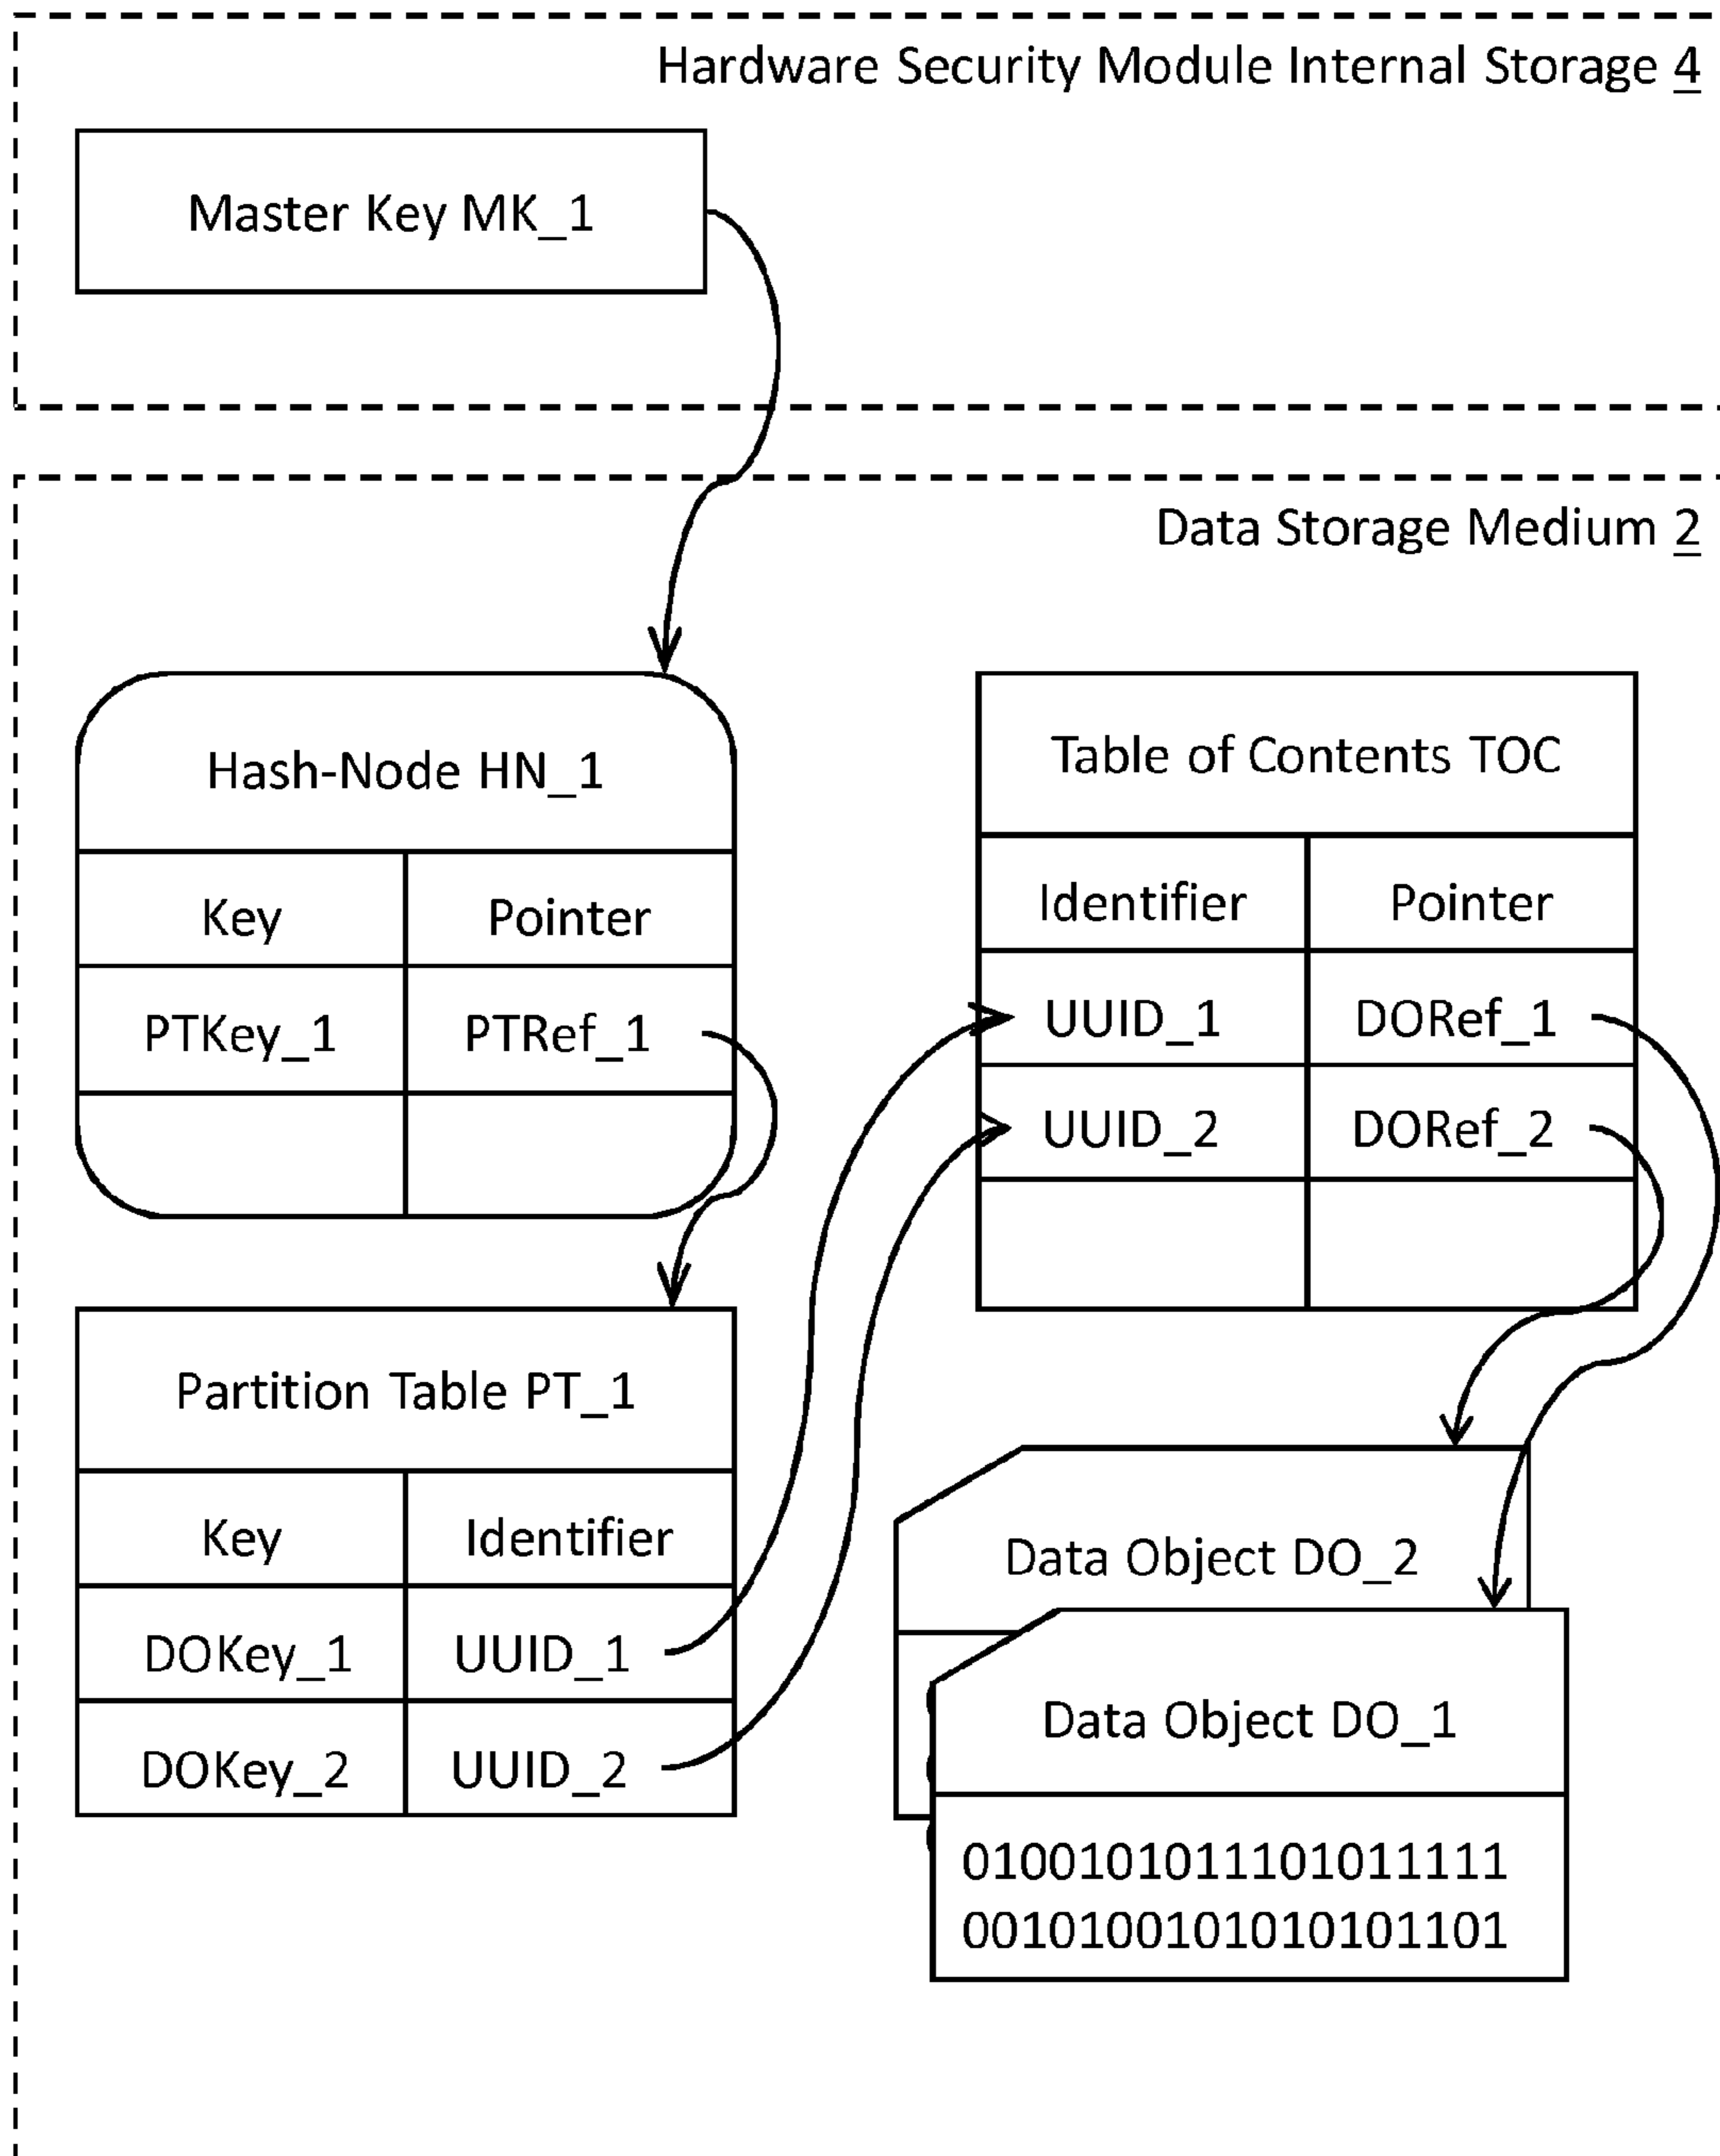 Hardware Security Module Internal Storage 4
Master Key MK_1
Data Storage Medium 2
Hash-Node HN_1
Key Pointer
PTKey_1 PTRef_1
Table of Contents TOC
Identifier Pointer
UUID_1 DORef_1
UUID_2 DORef_2
Partition Table PT_1
Key Identifier
DOKey_1 UUID_1
DOKey_2 UUID_2
Data Object DO_2
Data Object DO_1
0100101011101011111
0010100101010101101